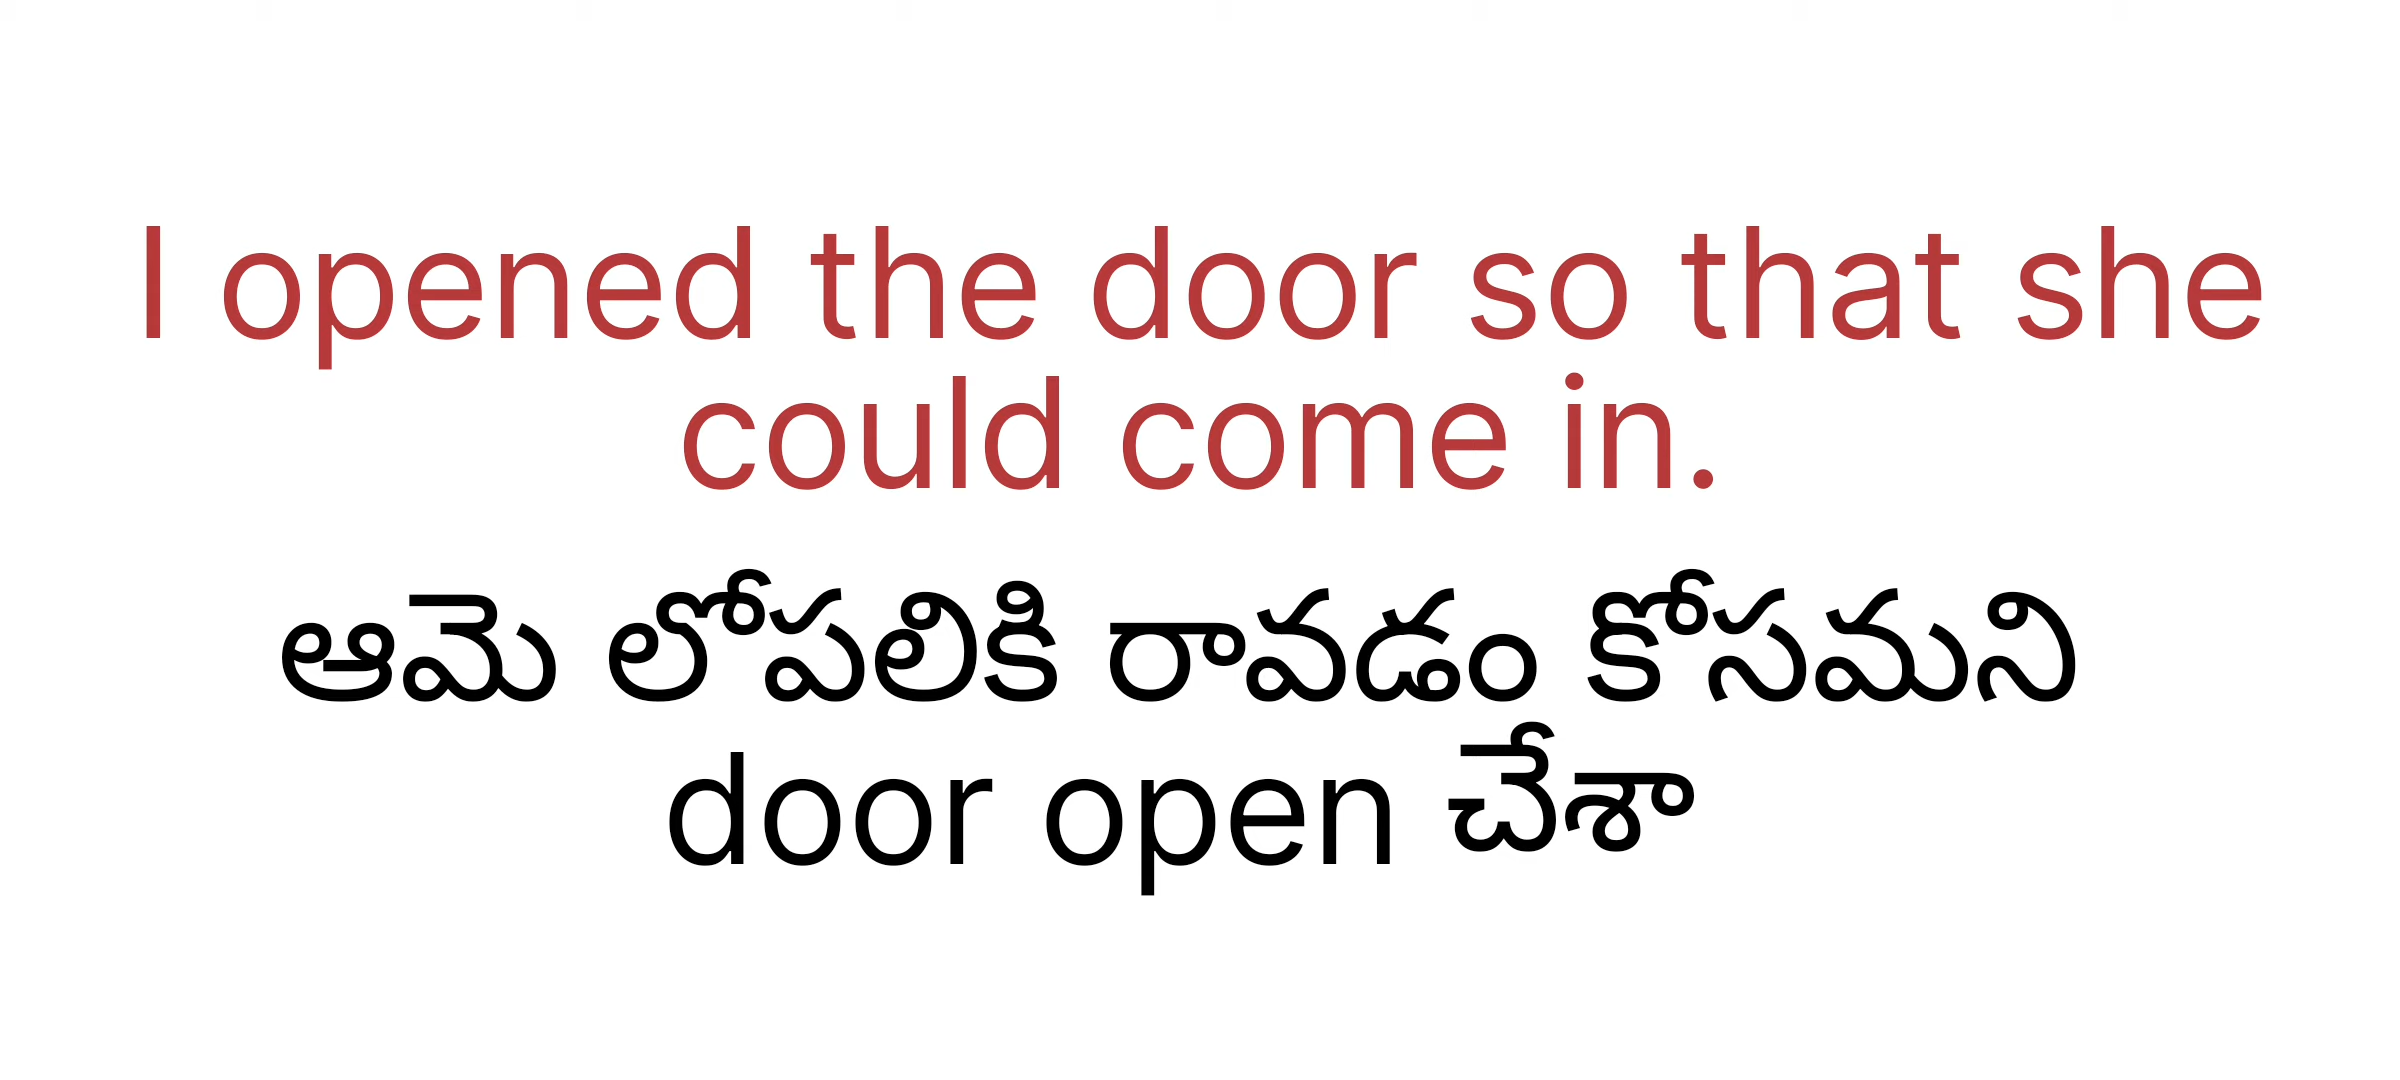 I opened the door so that she
could come in.
ఆమె లోపలికి రావడం కోసమని
door open చేశా